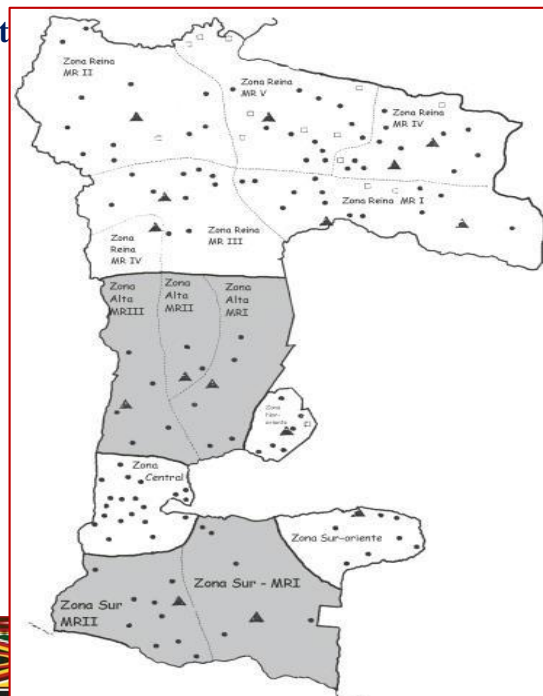 t
Zona Reina
MR II
Zona Reina
MR V
Zona Reina
MR IV
Zona Reina MR I
Zona Reina
MR III
Zona
Reina
MR IV
Zona
Alta
MRIII
Zona
Alta
MRII
Zona
Alta
MRI
Zona
Zona
Central
Zona Sur-oriente
Zona Sur - MRI
Zona Sur
MRII